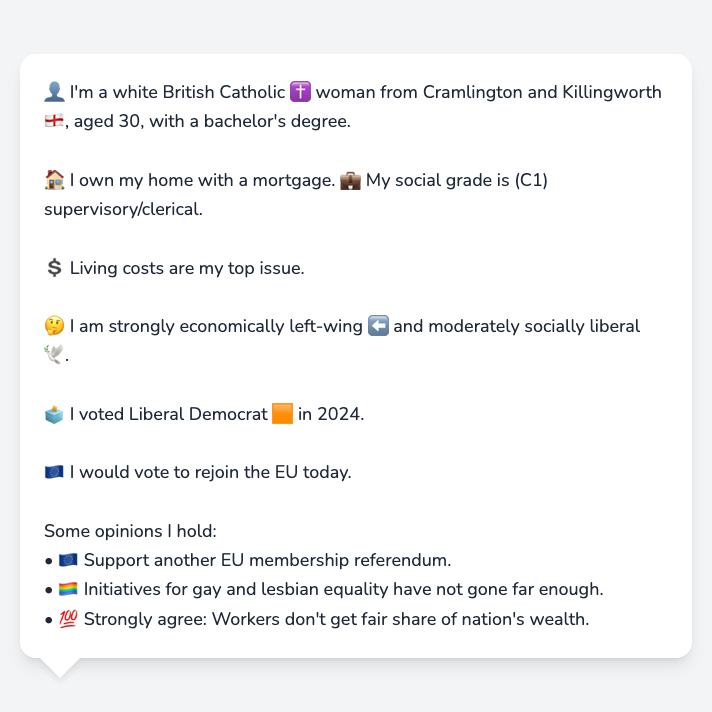 👤 I'm a white British Catholic ✝️ woman from Cramlington and Killingworth
🏴󠁧󠁢󠁥󠁮󠁧󠁿, aged 30, with a bachelor's degree.
🏠 I own my home with a mortgage. 💼 My social grade is (C1)
supervisory/clerical.
💲 Living costs are my top issue.
🤔 I am strongly economically left-wing ⬅️ and moderately socially liberal
🕊️.
🗳️ I voted Liberal Democrat 🟧 in 2024.
🇪🇺 I would vote to rejoin the EU today.
Some opinions I hold:
• 🇪🇺 Support another EU membership referendum.
• 🏳️‍🌈 Initiatives for gay and lesbian equality have not gone far enough.
• 💯 Strongly agree: Workers don't get fair share of nation's wealth.